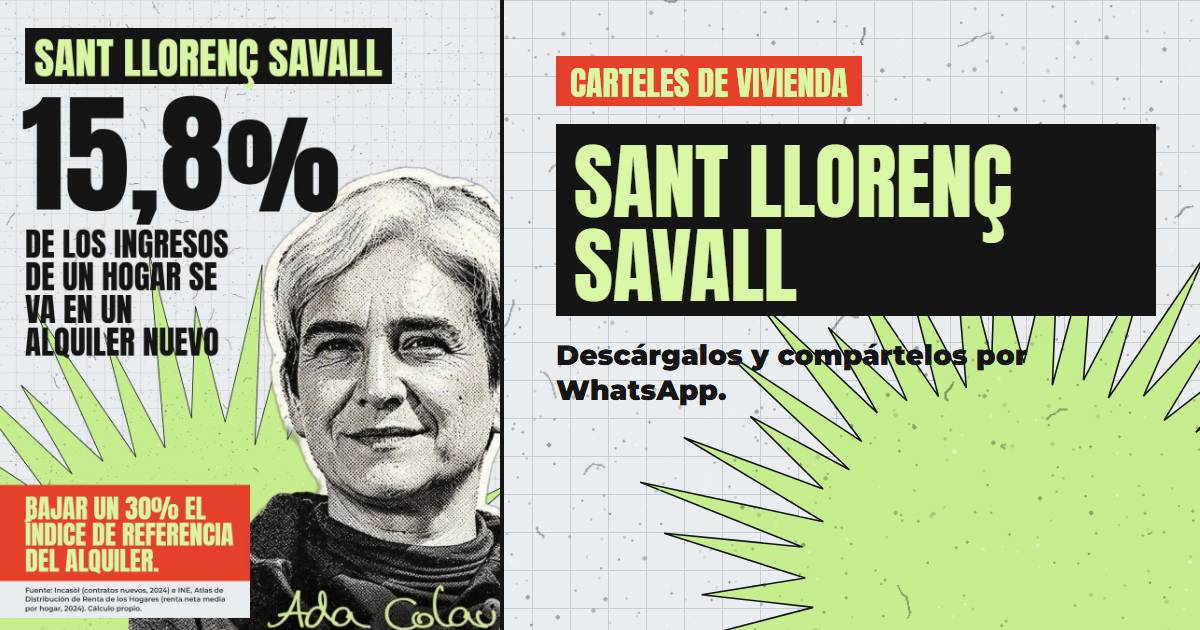 SANT LLORENÇ SAVALL
15,8%
DE LOS INGRESOS
DE UN HOGAR SE
VA EN UN
ALQUILER NUEVO
BAJAR UN 30% EL
ÍNDICE DE REFERENCIA
DEL ALQUILER.
Fuente: Incasòl (contratos nuevos, 2024) e INE, Atlas de
Distribución de Renta de los Hogares (renta neta media
por hogar, 2024). Cálculo propio.
Ada Colau
CARTELES DE VIVIENDA
SANT LLORENÇ
SAVALL
Descárgalos y compártelos por
WhatsApp.